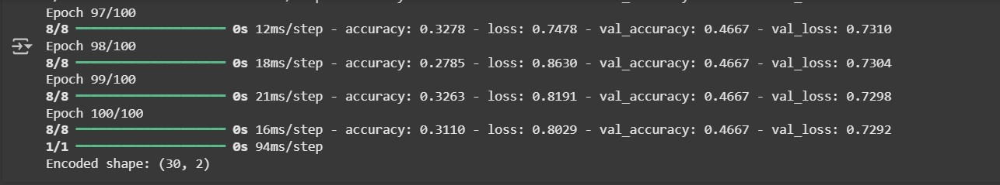 Epoch 97/100
8/8 ━━━━━━━━━━━━━━━━━━━━ 0s 12ms/step - accuracy: 0.3278 - loss: 0.7478 - val_accuracy: 0.4667 - val_loss: 0.7310
Epoch 98/100
8/8 ━━━━━━━━━━━━━━━━━━━━ 0s 18ms/step - accuracy: 0.2785 - loss: 0.8630 - val_accuracy: 0.4667 - val_loss: 0.7304
Epoch 99/100
8/8 ━━━━━━━━━━━━━━━━━━━━ 0s 21ms/step - accuracy: 0.3263 - loss: 0.8191 - val_accuracy: 0.4667 - val_loss: 0.7298
Epoch 100/100
8/8 ━━━━━━━━━━━━━━━━━━━━ 0s 16ms/step - accuracy: 0.3110 - loss: 0.8029 - val_accuracy: 0.4667 - val_loss: 0.7292
1/1 ━━━━━━━━━━━━━━━━━━━━ 0s 94ms/step
Encoded shape: (30, 2)